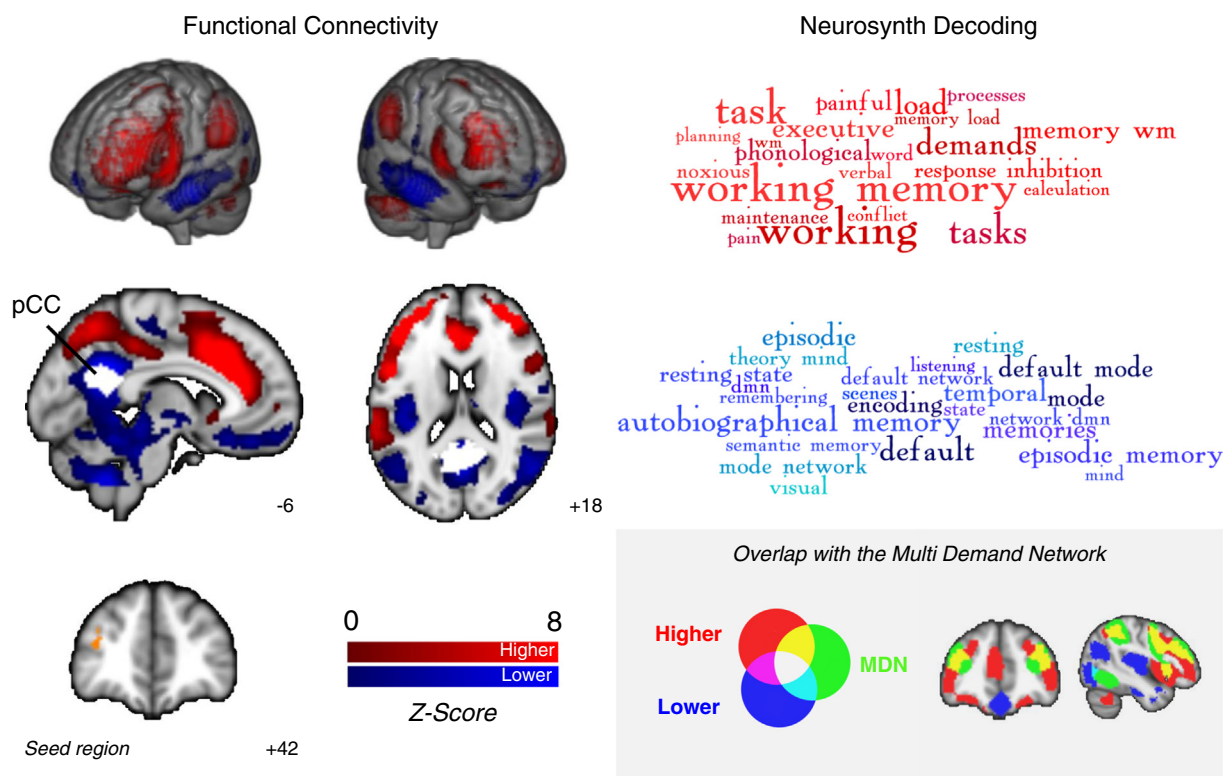 Functional Connectivity
Neurosynth Decoding
task
painful
load
processes
memory load
planning
executive
wm
phonological
word
demands
memory wm
noxious
verbal
response inhibition
working memory
calculation
maintenance
conflict
pain
working
tasks
pCC
-6
+18
episodic
theory mind
resting
listening
resting state
default network
default mode
dmn
remembering
scenes
encoding
temporal
mode
state
autobiographical memory
network dmn
memories
semantic memory
default
episodic memory
mode network
mind
visual
Overlap with the Multi Demand Network
Higher
MDN
Lower
0
8
Higher
Lower
Z-Score
Seed region
+42